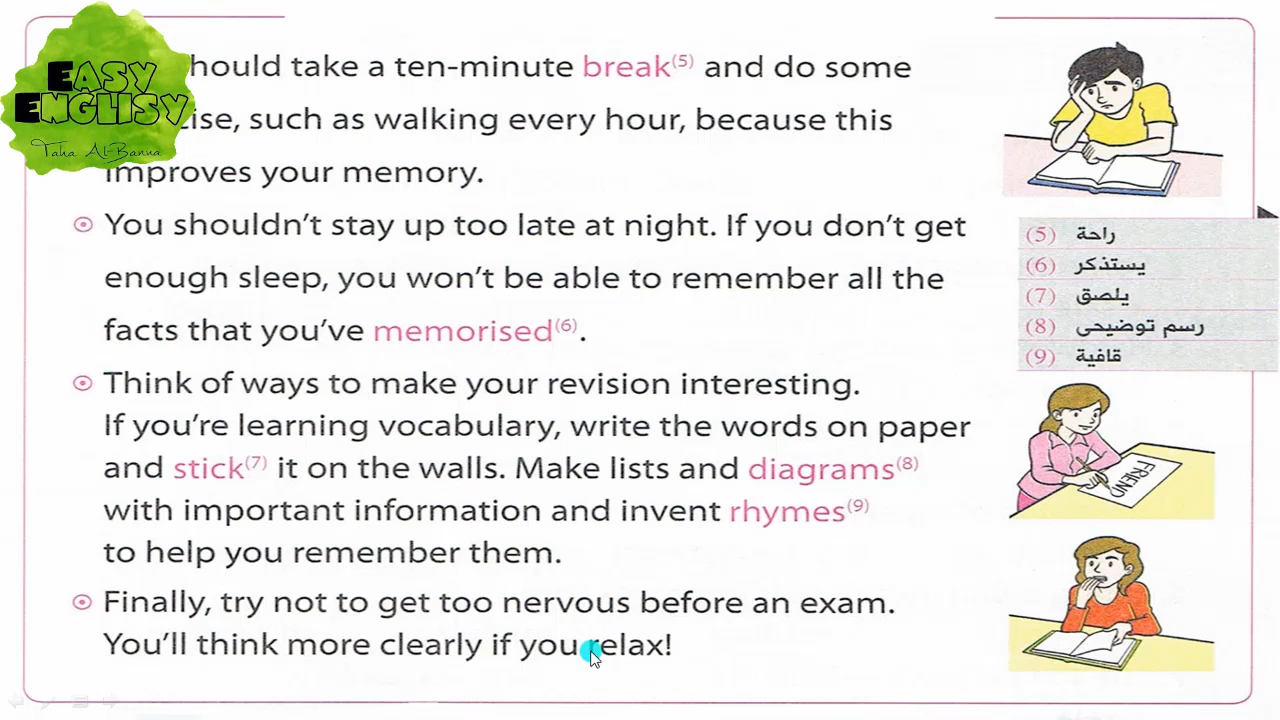 EASY
ENGLISY
Taha Al-Banna
hould take a ten-minute break(5) and do some
cise, such as walking every hour, because this
improves your memory.
You shouldn't stay up too late at night. If you don't get
enough sleep, you won't be able to remember all the
facts that you've memorised(6).
Think of ways to make your revision interesting.
If you're learning vocabulary, write the words on paper
and stick(7) it on the walls. Make lists and diagrams(8)
with important information and invent rhymes(9)
to help you remember them.
Finally, try not to get too nervous before an exam.
You'll think more clearly if you relax!
(5) راحة
(6) يستذكر
(7) يلصق
(8) رسم توضيحى
(9) قافية
FRIEND